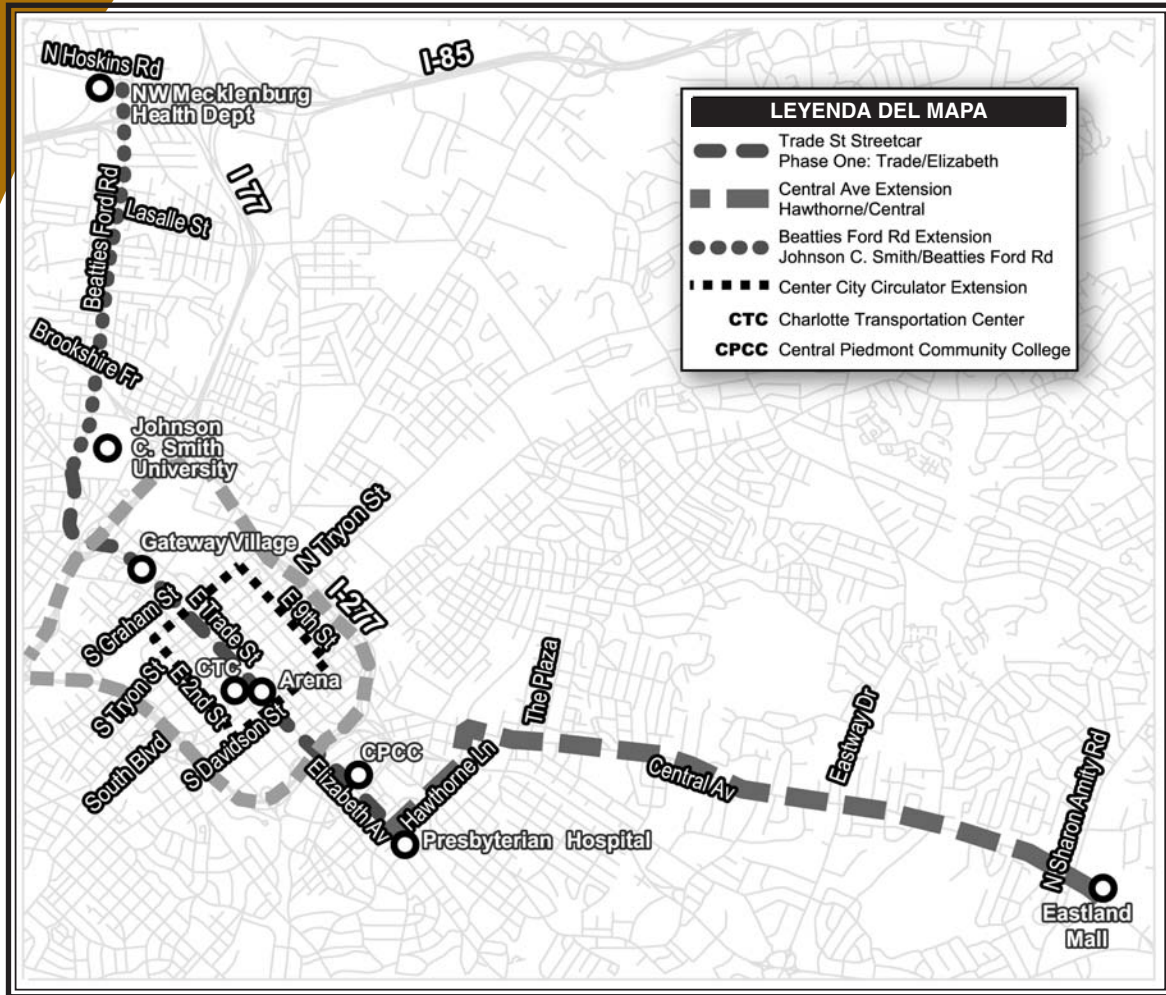 N Hoskins Rd
NW Mecklenburg
Health Dept
I-85
I 77
Beatties Ford Rd
Lasalle St
Brookshire Fr
Johnson
C. Smith
University
LEYENDA DEL MAPA
Trade St Streetcar
Phase One: Trade/Elizabeth
Central Ave Extension
Hawthorne/Central
Beatties Ford Rd Extension
Johnson C. Smith/Beatties Ford Rd
Center City Circulator Extension
CTC Charlotte Transportation Center
CPCC Central Piedmont Community College
N Tryon St
Gateway Village
I-277
S Graham St
E Trade St
E 9th St
CTC
Arena
S Tryon St
E 2nd St
S Davidson St
South Blvd
CPCC
Elizabeth Av
Hawthorne Ln
Presbyterian Hospital
The Plaza
Central Av
Eastway Dr
N Sharon Amity Rd
Eastland
Mall